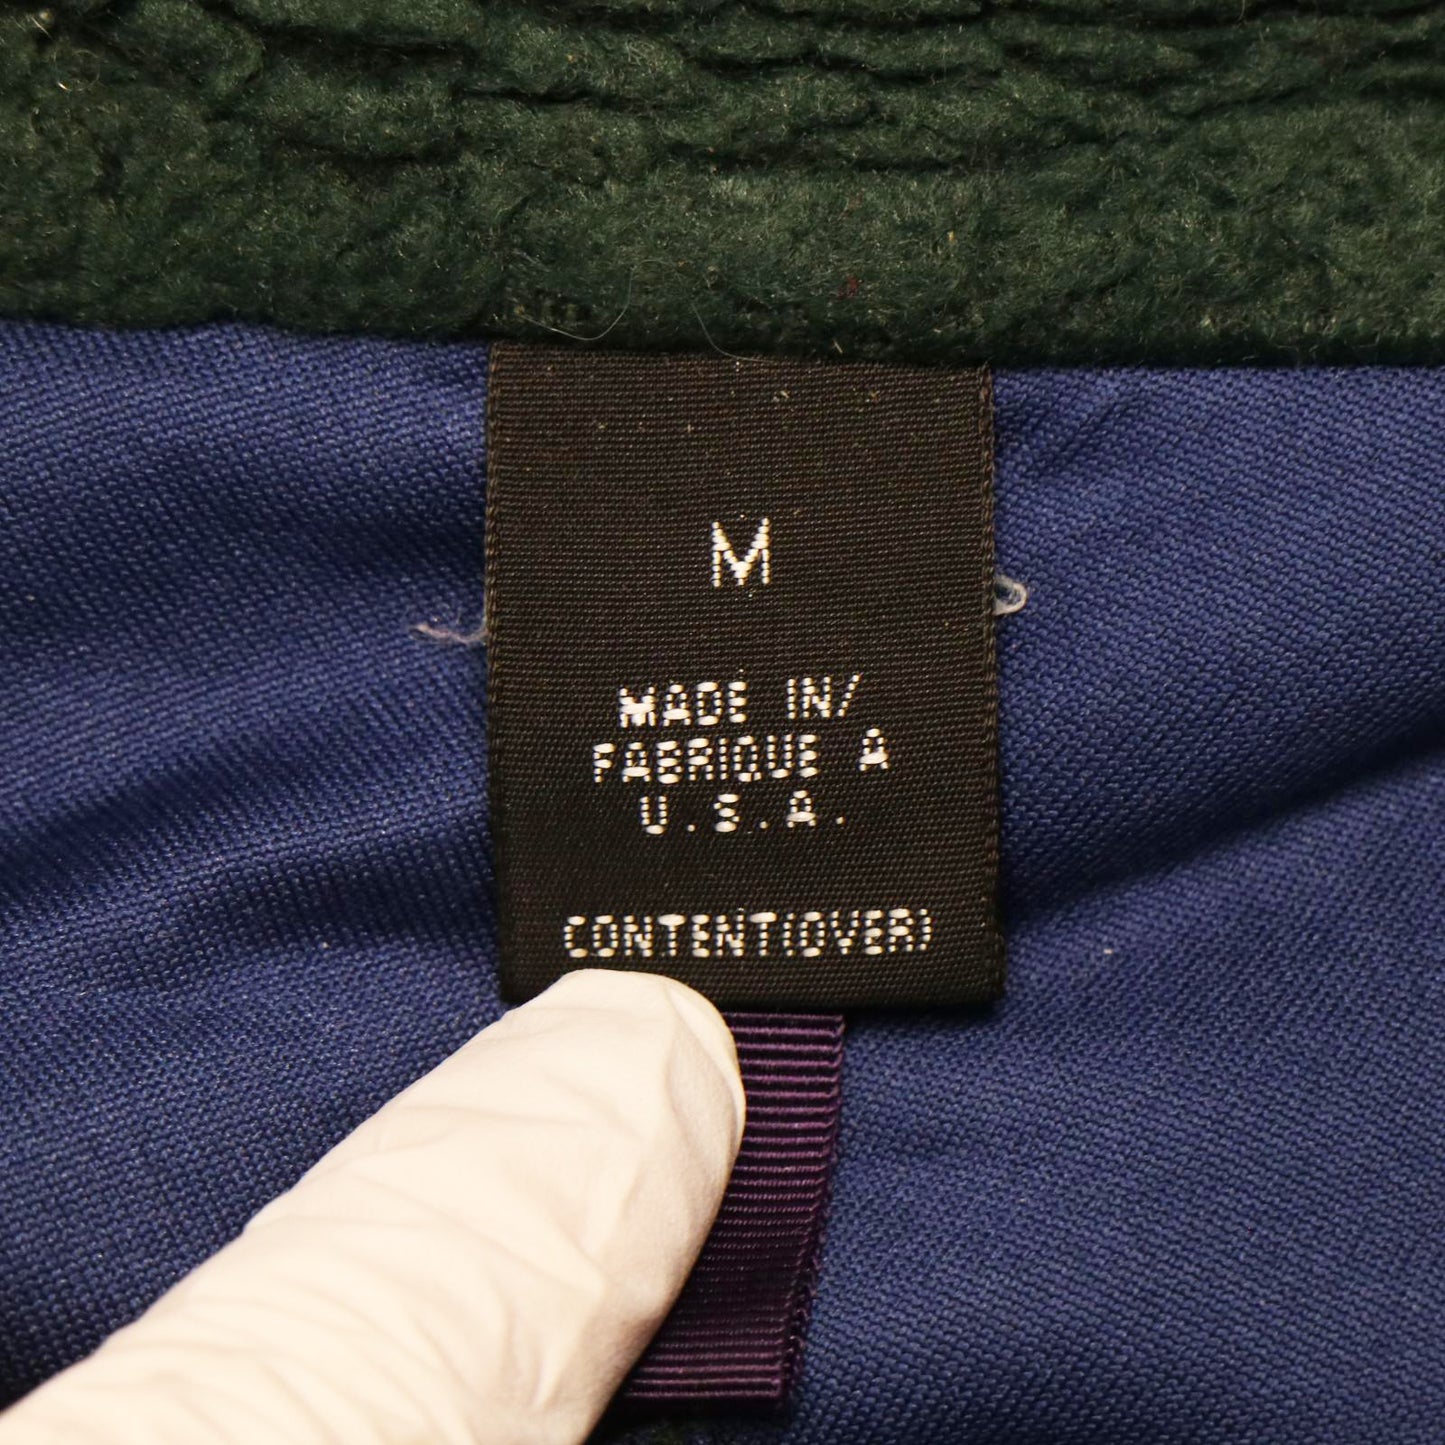 M
MADE IN/
FABRIQUE A
U.S.A.
CONTENT(OVER)